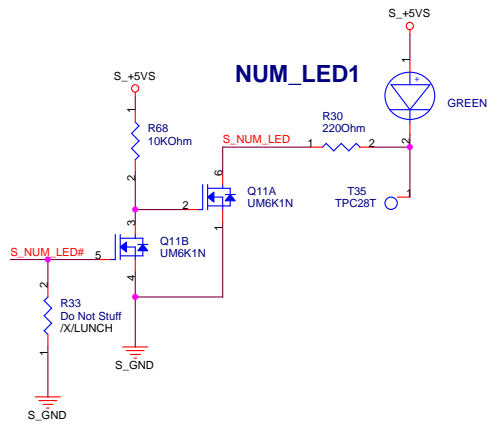 S_+5VS
1
NUM_LED1
S_+5VS
+
GREEN
1
R68
10KOhm
2
S_NUM_LED
1
R30
220Ohm
2
2
6
Q11A
UM6K1N
2
1
T35
TPC28T
1
3
Q11B
UM6K1N
S_NUM_LED#
5
4
2
R33
Do Not Stuff
/X/LUNCH
1
S_GND
S_GND